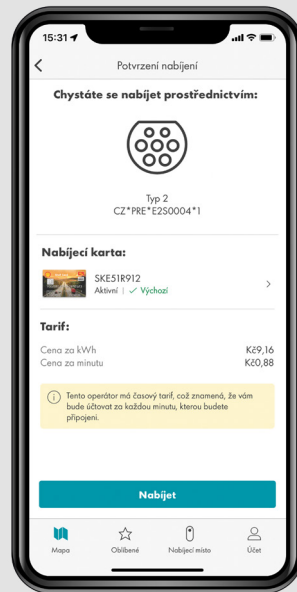 15:31
Potvrzení nabíjení
Chystáte se nabíjet prostřednictvím:
Typ 2
CZ*PRE*E2S0004*1
Nabíjecí karta:
SKE51R912
Aktivní | ✓ Výchozí
Tarif:
Cena za kWh Kč9,16
Cena za minutu Kč0,88
Tento operátor má časový tarif, což znamená, že vám
bude účtovat za každou minutu, kterou budete
připojeni.
Nabíjet
Mapa Oblíbené Nabíjecí místo Účet